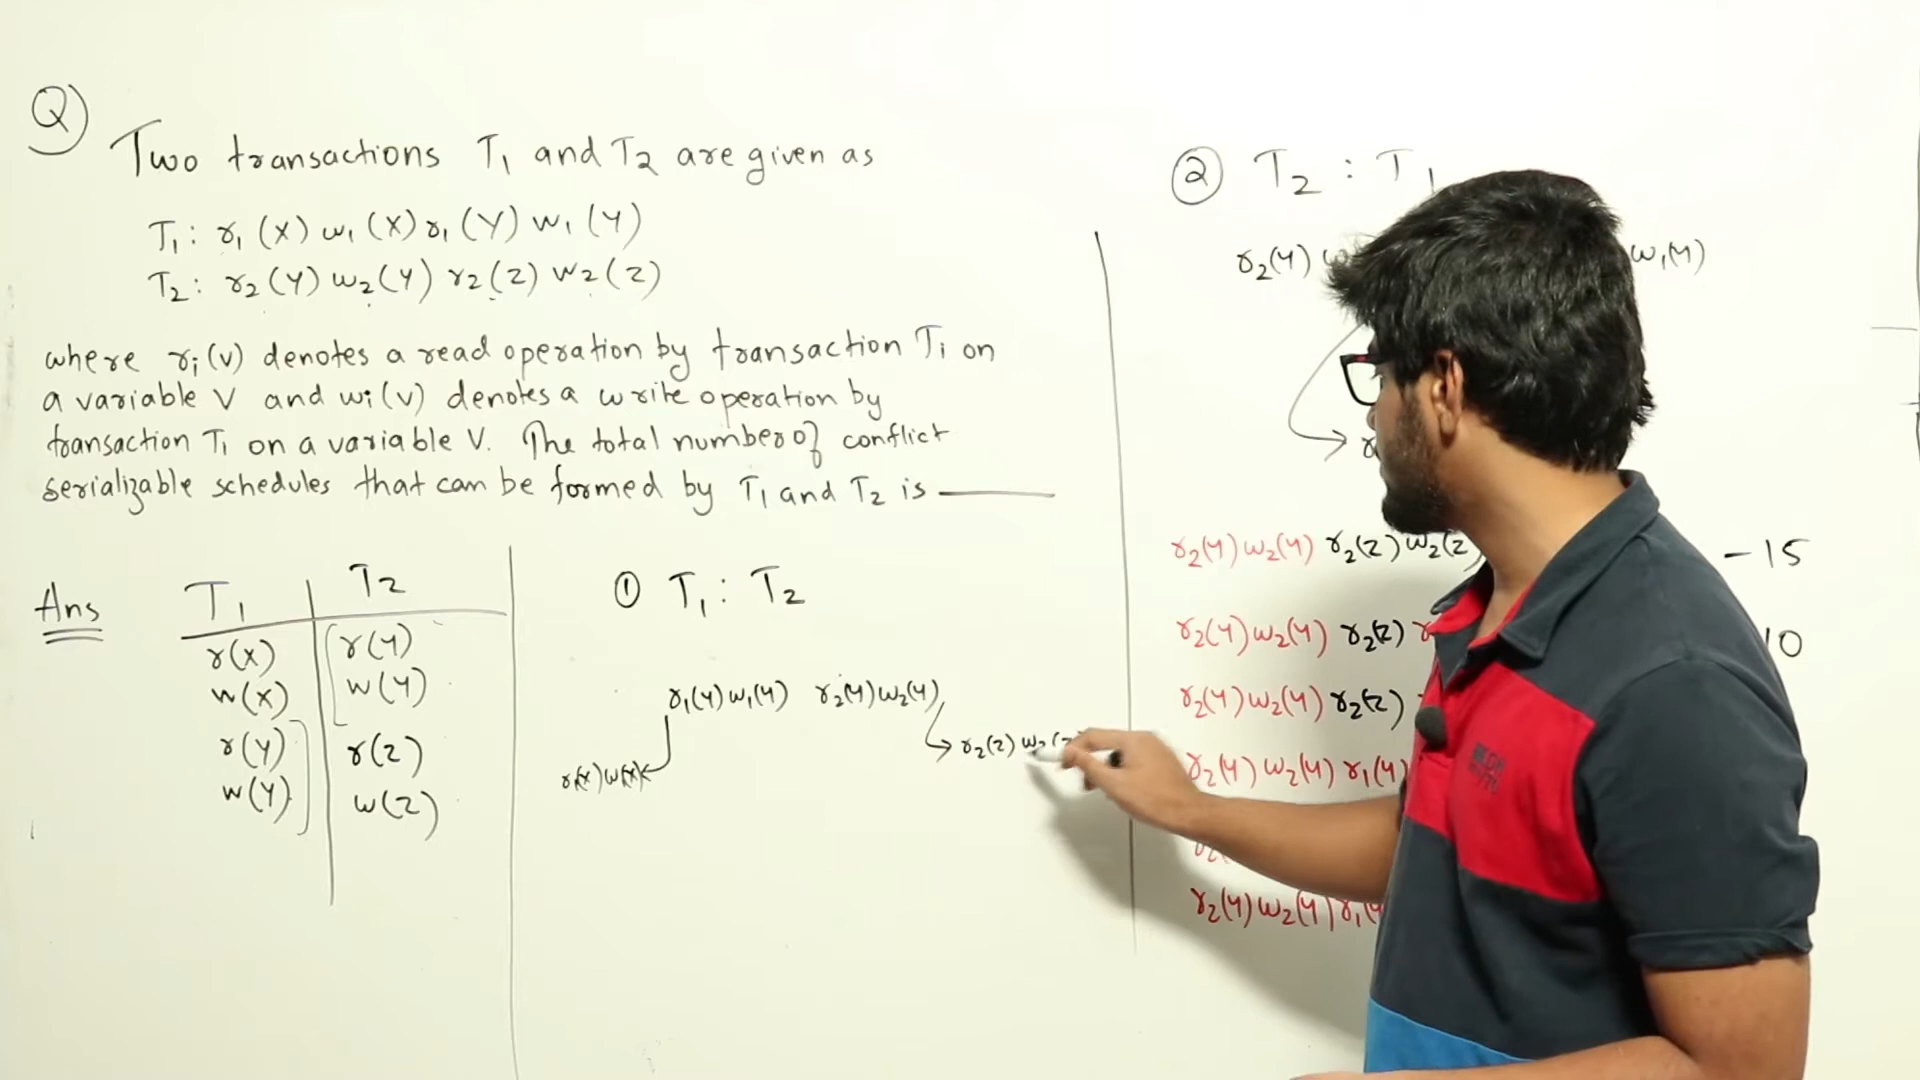 Q)
Two transactions T1 and T2 are given as
T1: r1(X) w1(X) r1(Y) w1(Y)
T2: r2(Y) w2(Y) r2(Z) w2(Z)
where ri(v) denotes a read operation by transaction Ti on
a variable V and wi(v) denotes a write operation by
transaction Ti on a variable V. The total number of conflict
serializable schedules that can be formed by T1 and T2 is ____
Ans
T1 T2
r(X) r(Y)
w(X) w(Y)
r(Y) r(Z)
w(Y) w(Z)
① T1 : T2
r1(Y) w1(Y) r2(Y) w2(Y)
r2(Z)
② T2 : T1
r2(Y) w1(Y)
r2(Y) w2(Y) r2(Z) w2(Z) - 15
r2(Y) w2(Y) r2(Z) 10
r2(Y) w2(Y) r2(Z)
r2(Y) w2(Y) r1(Y)
r2(Y) w2(Y) r1(Y